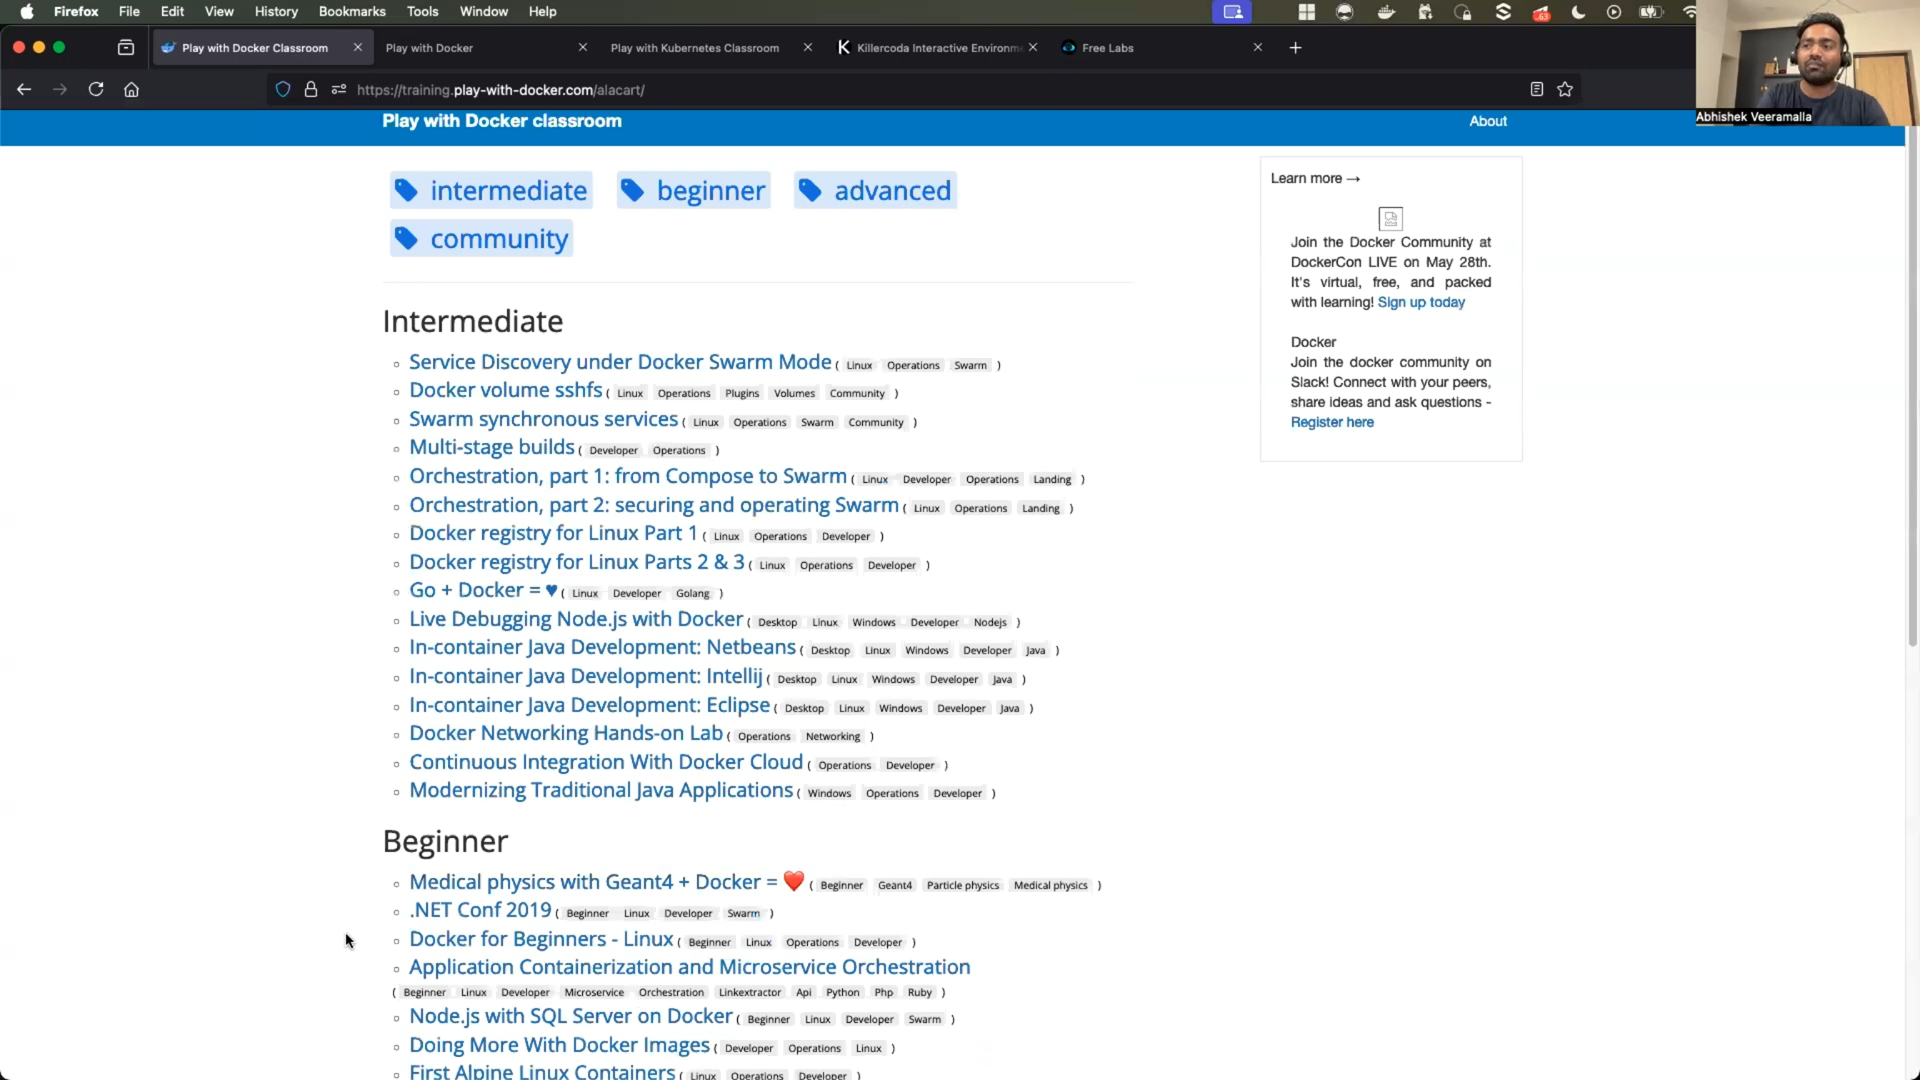 Firefox File Edit View History Bookmarks Tools Window Help
63
Play with Docker Classroom
Play with Docker
Play with Kubernetes Classroom
Killercoda Interactive Environme
Free Labs
https://training.play-with-docker.com/alacart/
Abhishek Veeramalla
Play with Docker classroom
About
intermediate beginner advanced
community
Intermediate
Service Discovery under Docker Swarm Mode ( Linux Operations Swarm )
Docker volume sshfs ( Linux Operations Plugins Volumes Community )
Swarm synchronous services ( Linux Operations Swarm Community )
Multi-stage builds ( Developer Operations )
Orchestration, part 1: from Compose to Swarm ( Linux Developer Operations Landing )
Orchestration, part 2: securing and operating Swarm ( Linux Operations Landing )
Docker registry for Linux Part 1 ( Linux Operations Developer )
Docker registry for Linux Parts 2 & 3 ( Linux Operations Developer )
Go + Docker = ♥ ( Linux Developer Golang )
Live Debugging Node.js with Docker ( Desktop Linux Windows Developer Nodejs )
In-container Java Development: Netbeans ( Desktop Linux Windows Developer Java )
In-container Java Development: Intellij ( Desktop Linux Windows Developer Java )
In-container Java Development: Eclipse ( Desktop Linux Windows Developer Java )
Docker Networking Hands-on Lab ( Operations Networking )
Continuous Integration With Docker Cloud ( Operations Developer )
Modernizing Traditional Java Applications ( Windows Operations Developer )
Beginner
Medical physics with Geant4 + Docker = ❤️ ( Beginner Geant4 Particle physics Medical physics )
.NET Conf 2019 ( Beginner Linux Developer Swarm )
Docker for Beginners - Linux ( Beginner Linux Operations Developer )
Application Containerization and Microservice Orchestration
( Beginner Linux Developer Microservice Orchestration Linkextractor Api Python Php Ruby )
Node.js with SQL Server on Docker ( Beginner Linux Developer Swarm )
Doing More With Docker Images ( Developer Operations Linux )
First Alpine Linux Containers ( Linux Operations Developer )
Learn more →
Join the Docker Community at
DockerCon LIVE on May 28th.
It's virtual, free, and packed
with learning! Sign up today
Docker
Join the docker community on
Slack! Connect with your peers,
share ideas and ask questions -
Register here